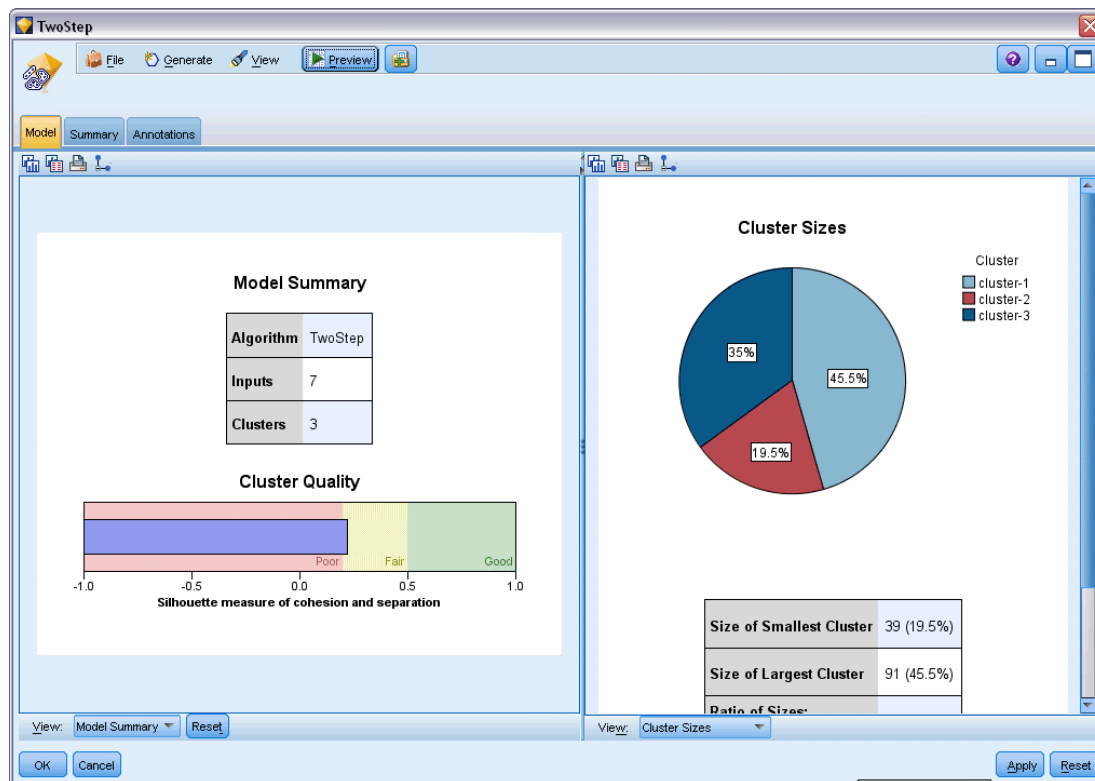 TwoStep
File Generate View Preview
Model Summary Annotations
Model Summary
Algorithm TwoStep
Inputs 7
Clusters 3
Cluster Quality
Poor Fair Good
-1.0 -0.5 0.0 0.5 1.0
Silhouette measure of cohesion and separation
View: Model Summary Reset
Cluster Sizes
Cluster
cluster-1
cluster-2
cluster-3
35%
45.5%
19.5%
Size of Smallest Cluster 39 (19.5%)
Size of Largest Cluster 91 (45.5%)
Ratio of Sizes:
View: Cluster Sizes
OK Cancel Apply Reset